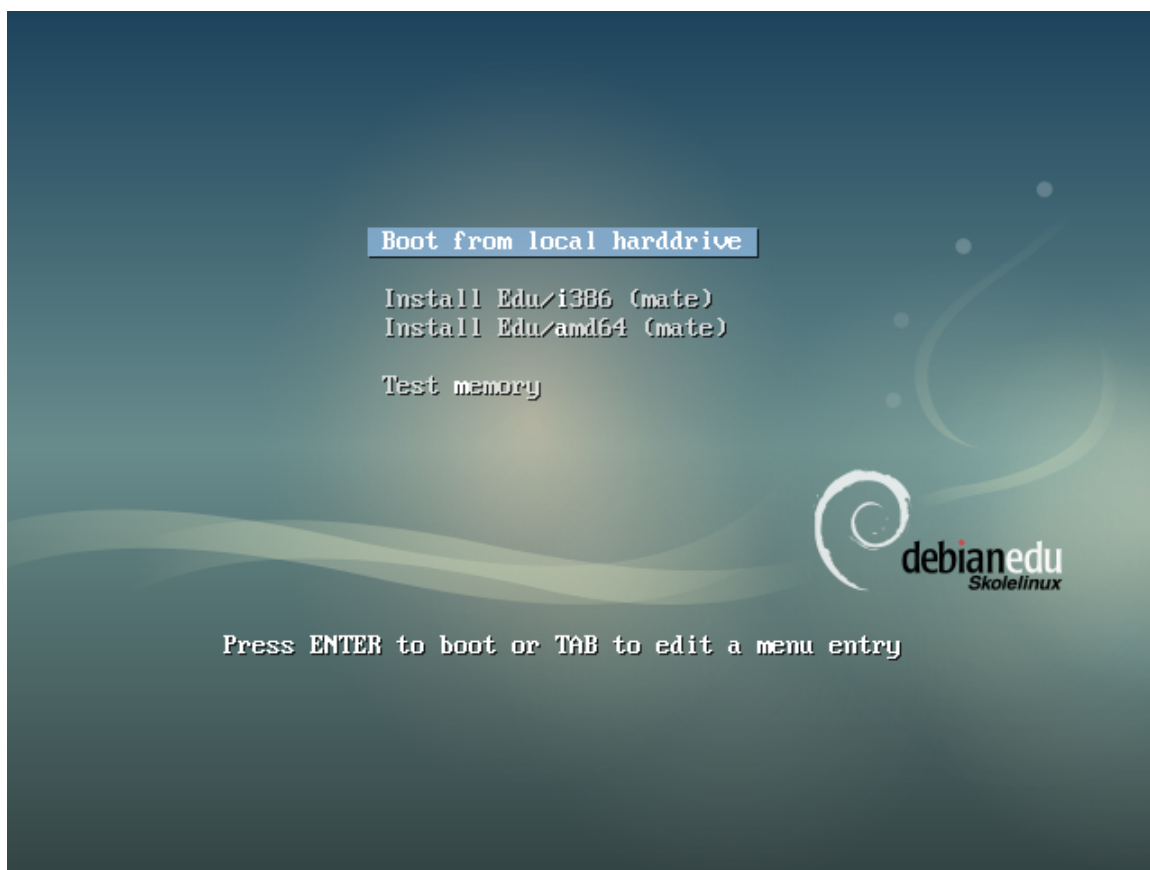 Boot from local harddrive
Install Edu/i386 (mate)
Install Edu/amd64 (mate)
Test memory
debianedu
Skolelinux
Press ENTER to boot or TAB to edit a menu entry